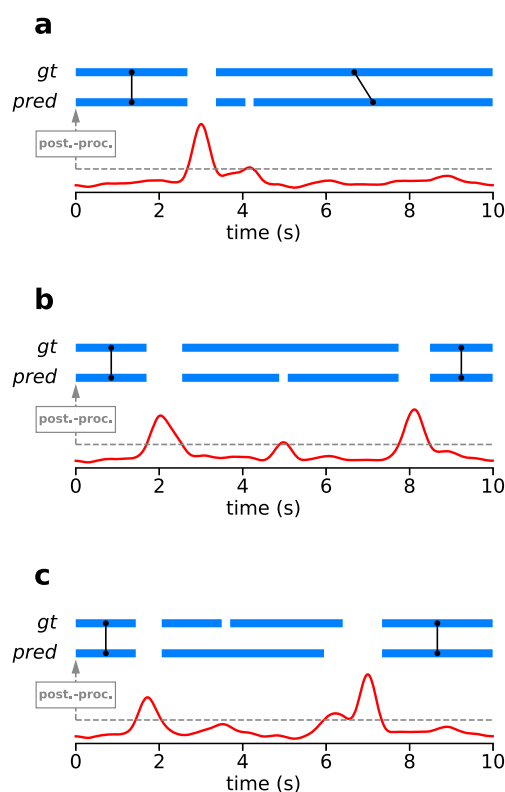 a
gt
pred
post.-proc.
0 2 4 6 8 10
time (s)
b
gt
pred
post.-proc.
0 2 4 6 8 10
time (s)
c
gt
pred
post.-proc.
0 2 4 6 8 10
time (s)